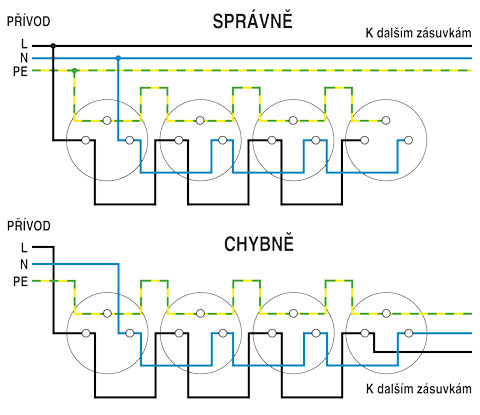 PŘÍVOD
SPRÁVNĚ
K dalším zásuvkám
L
N
PE
PŘÍVOD
CHYBNĚ
L
N
PE
K dalším zásuvkám